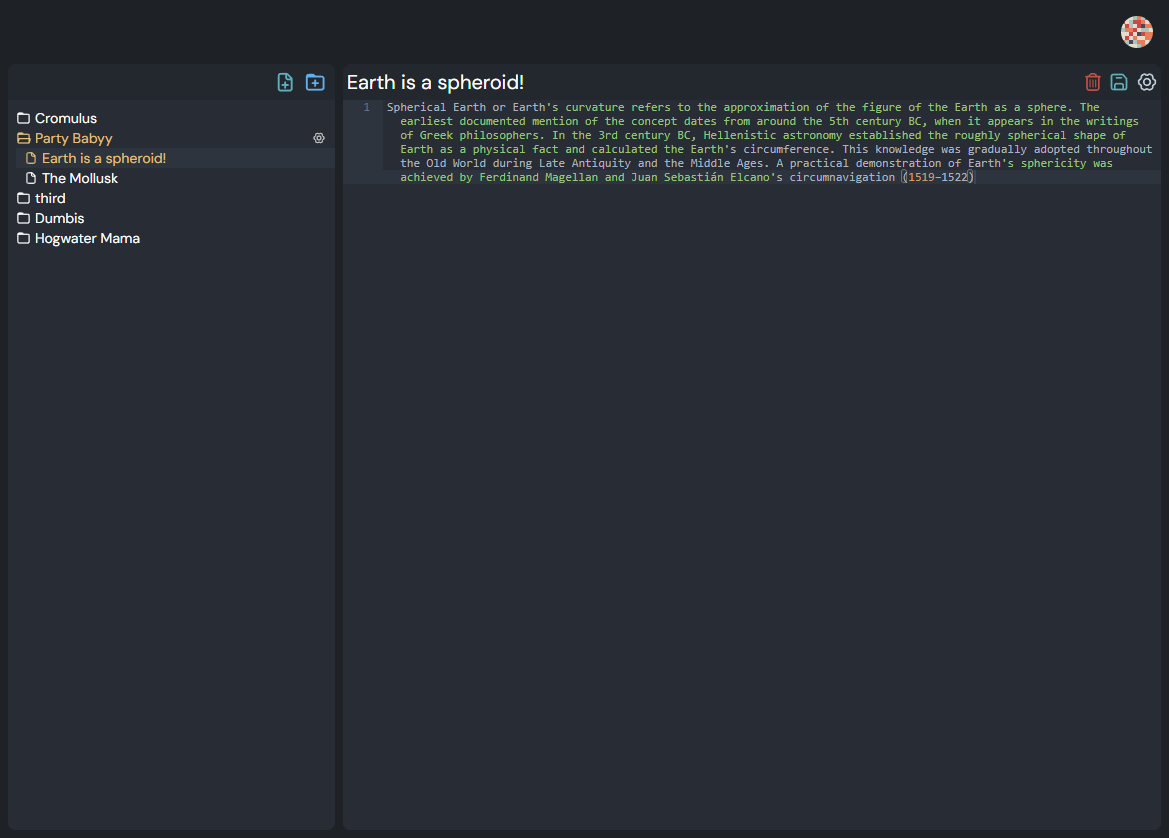 Earth is a spheroid!
Cromulus
Party Babyy
Earth is a spheroid!
The Mollusk
third
Dumbis
Hogwater Mama
1 Spherical Earth or Earth's curvature refers to the approximation of the figure of the Earth as a sphere. The
earliest documented mention of the concept dates from around the 5th century BC, when it appears in the writings
of Greek philosophers. In the 3rd century BC, Hellenistic astronomy established the roughly spherical shape of
Earth as a physical fact and calculated the Earth's circumference. This knowledge was gradually adopted throughout
the Old World during Late Antiquity and the Middle Ages. A practical demonstration of Earth's sphericity was
achieved by Ferdinand Magellan and Juan Sebastián Elcano's circumnavigation (1519−1522)